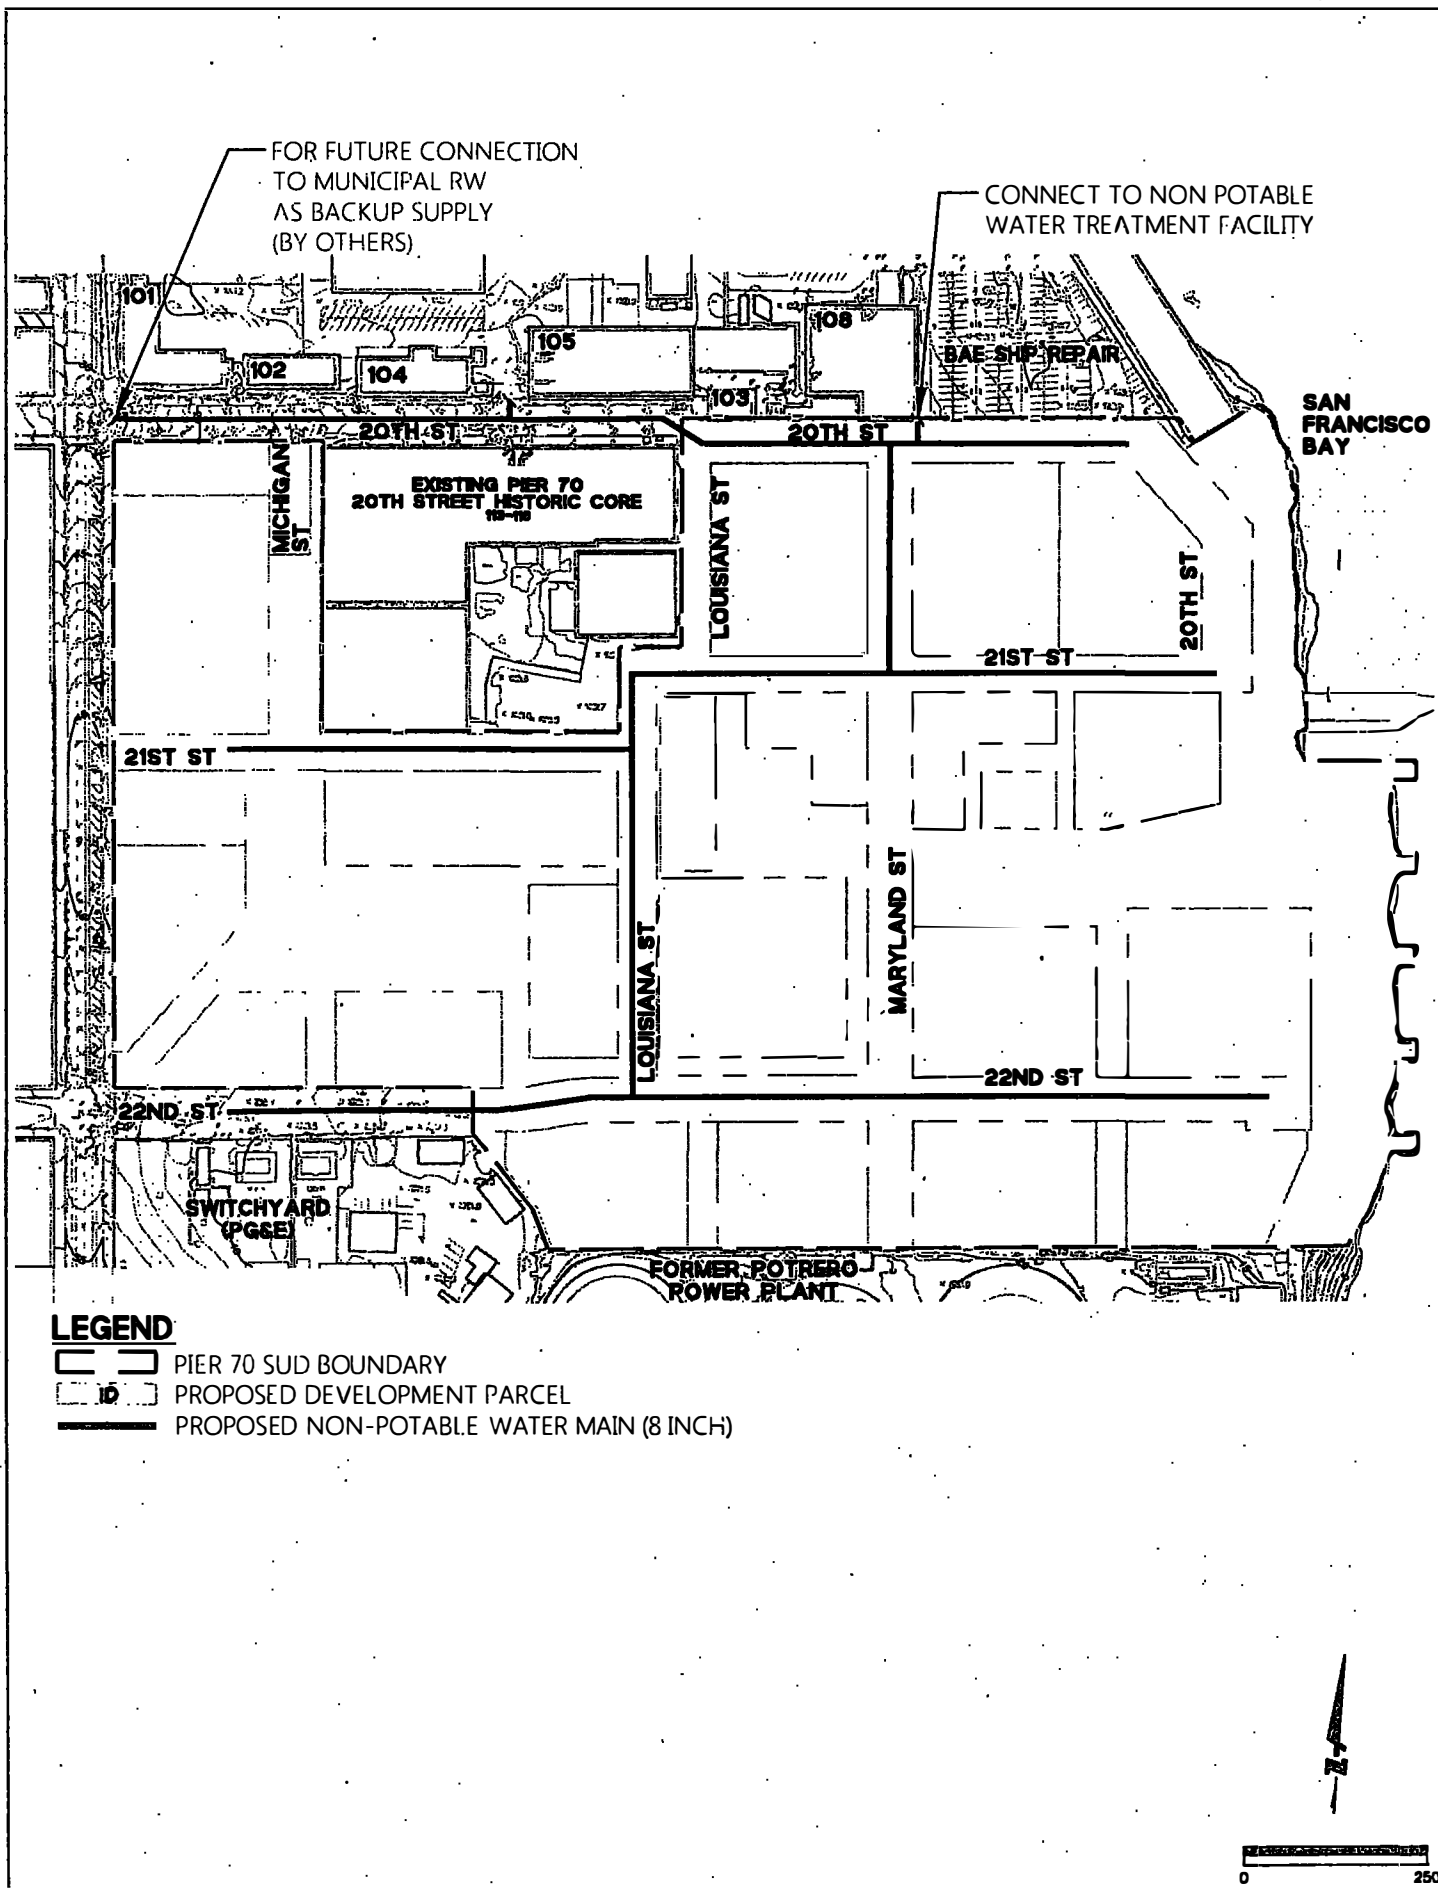 FOR FUTURE CONNECTION
TO MUNICIPAL RW
AS BACKUP SUPPLY
(BY OTHERS)
CONNECT TO NON POTABLE
WATER TREATMENT FACILITY
101
102
104
105
103
108
BAE SHIP REPAIR
SAN
FRANCISCO
BAY
20TH ST
20TH ST
MICHIGAN
ST
EXISTING PIER 70
20TH STREET HISTORIC CORE
LOUISIANA ST
20TH ST
21ST ST
21ST ST
LOUISIANA ST
MARYLAND ST
22ND ST
22ND ST
SWITCHYARD
(PG&E)
FORMER POTRERO
POWER PLANT
LEGEND
PIER 70 SUD BOUNDARY
ID PROPOSED DEVELOPMENT PARCEL
PROPOSED NON-POTABLE WATER MAIN (8 INCH)
N
0 250